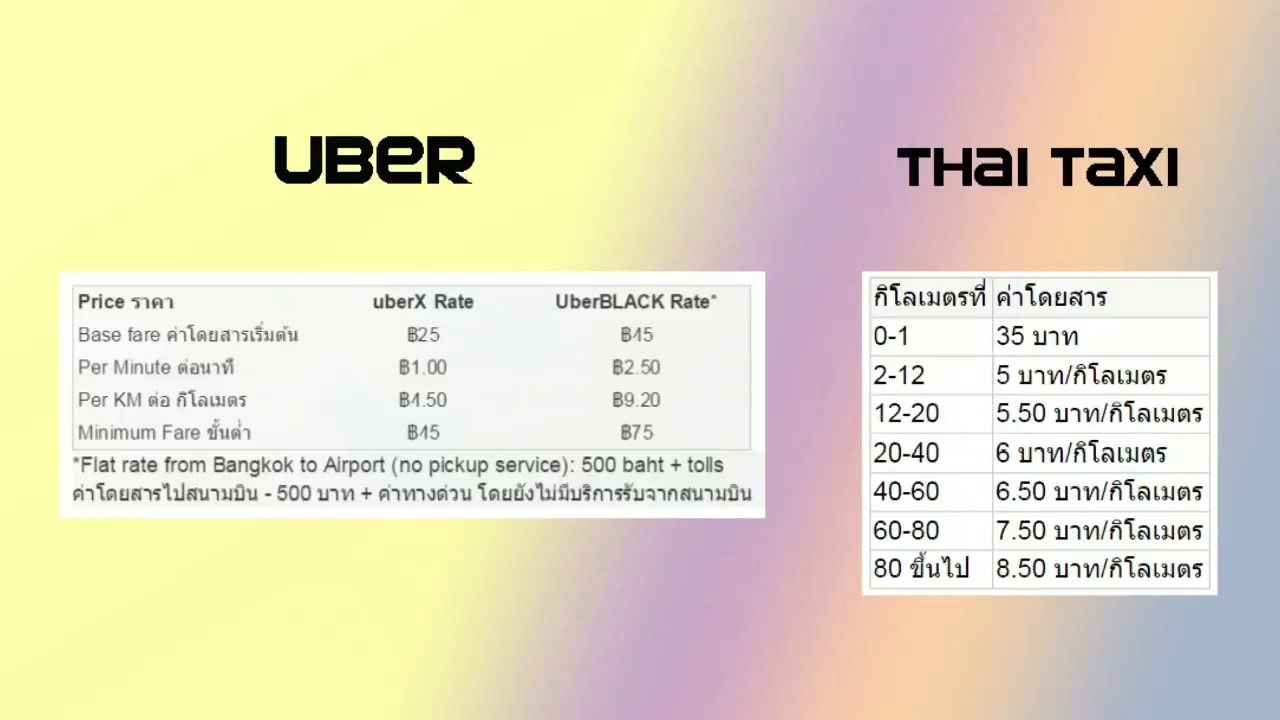 UBER
Price ราคา uberX Rate UberBLACK Rate*
Base fare ค่าโดยสารเริ่มต้น ฿25 ฿45
Per Minute ต่อนาที ฿1.00 ฿2.50
Per KM ต่อ กิโลเมตร ฿4.50 ฿9.20
Minimum Fare ขั้นต่ำ ฿45 ฿75
*Flat rate from Bangkok to Airport (no pickup service): 500 baht + tolls
ค่าโดยสารไปสนามบิน - 500 บาท + ค่าทางด่วน โดยยังไม่มีบริการรับจากสนามบิน
THAI TAXI
กิโลเมตรที่ ค่าโดยสาร
0-1 35 บาท
2-12 5 บาท/กิโลเมตร
12-20 5.50 บาท/กิโลเมตร
20-40 6 บาท/กิโลเมตร
40-60 6.50 บาท/กิโลเมตร
60-80 7.50 บาท/กิโลเมตร
80 ขึ้นไป 8.50 บาท/กิโลเมตร